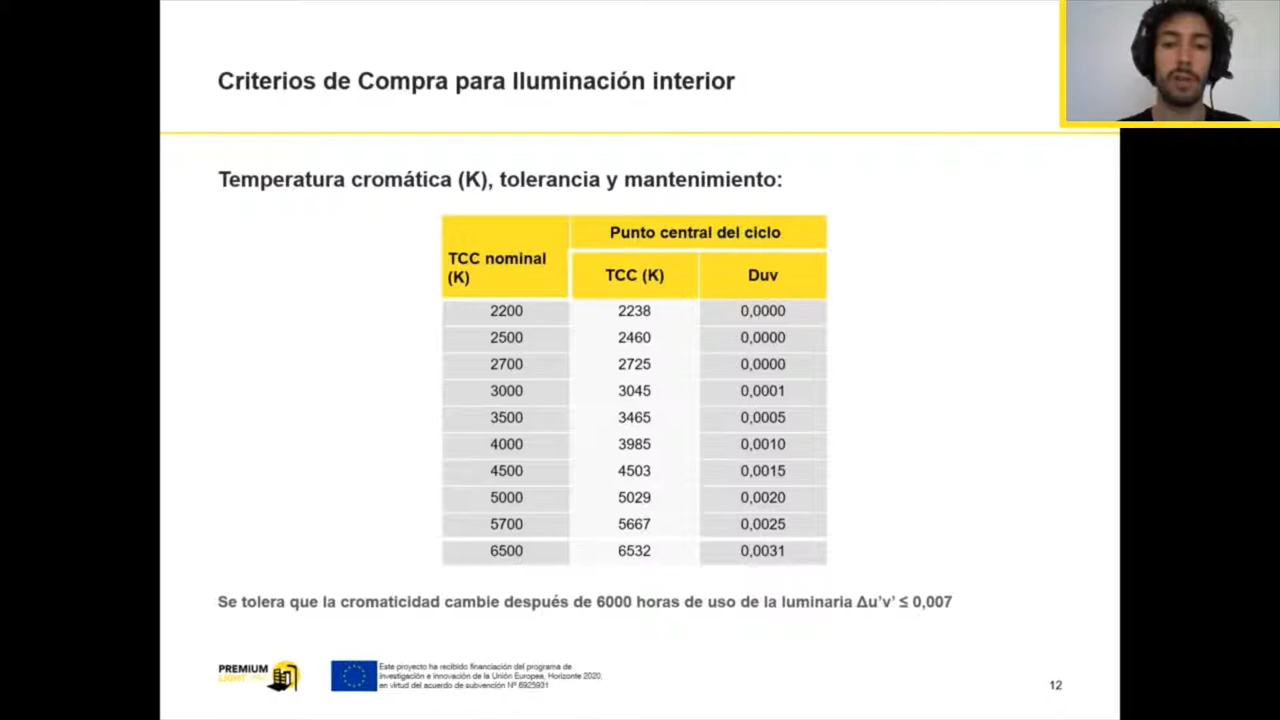 Criterios de Compra para Iluminación interior
Temperatura cromática (K), tolerancia y mantenimiento:
TCC nominal (K) Punto central del ciclo
TCC (K) Duv
2200 2238 0,0000
2500 2460 0,0000
2700 2725 0,0000
3000 3045 0,0001
3500 3465 0,0005
4000 3985 0,0010
4500 4503 0,0015
5000 5029 0,0020
5700 5667 0,0025
6500 6532 0,0031
Se tolera que la cromaticidad cambie después de 6000 horas de uso de la luminaria Δu’v’ ≤ 0,007
PREMIUM
LIGHT
Este proyecto ha recibido financiación del programa de
investigación e innovación de la Unión Europea, Horizonte 2020,
en virtud del acuerdo de subvención Nº 6925931
12